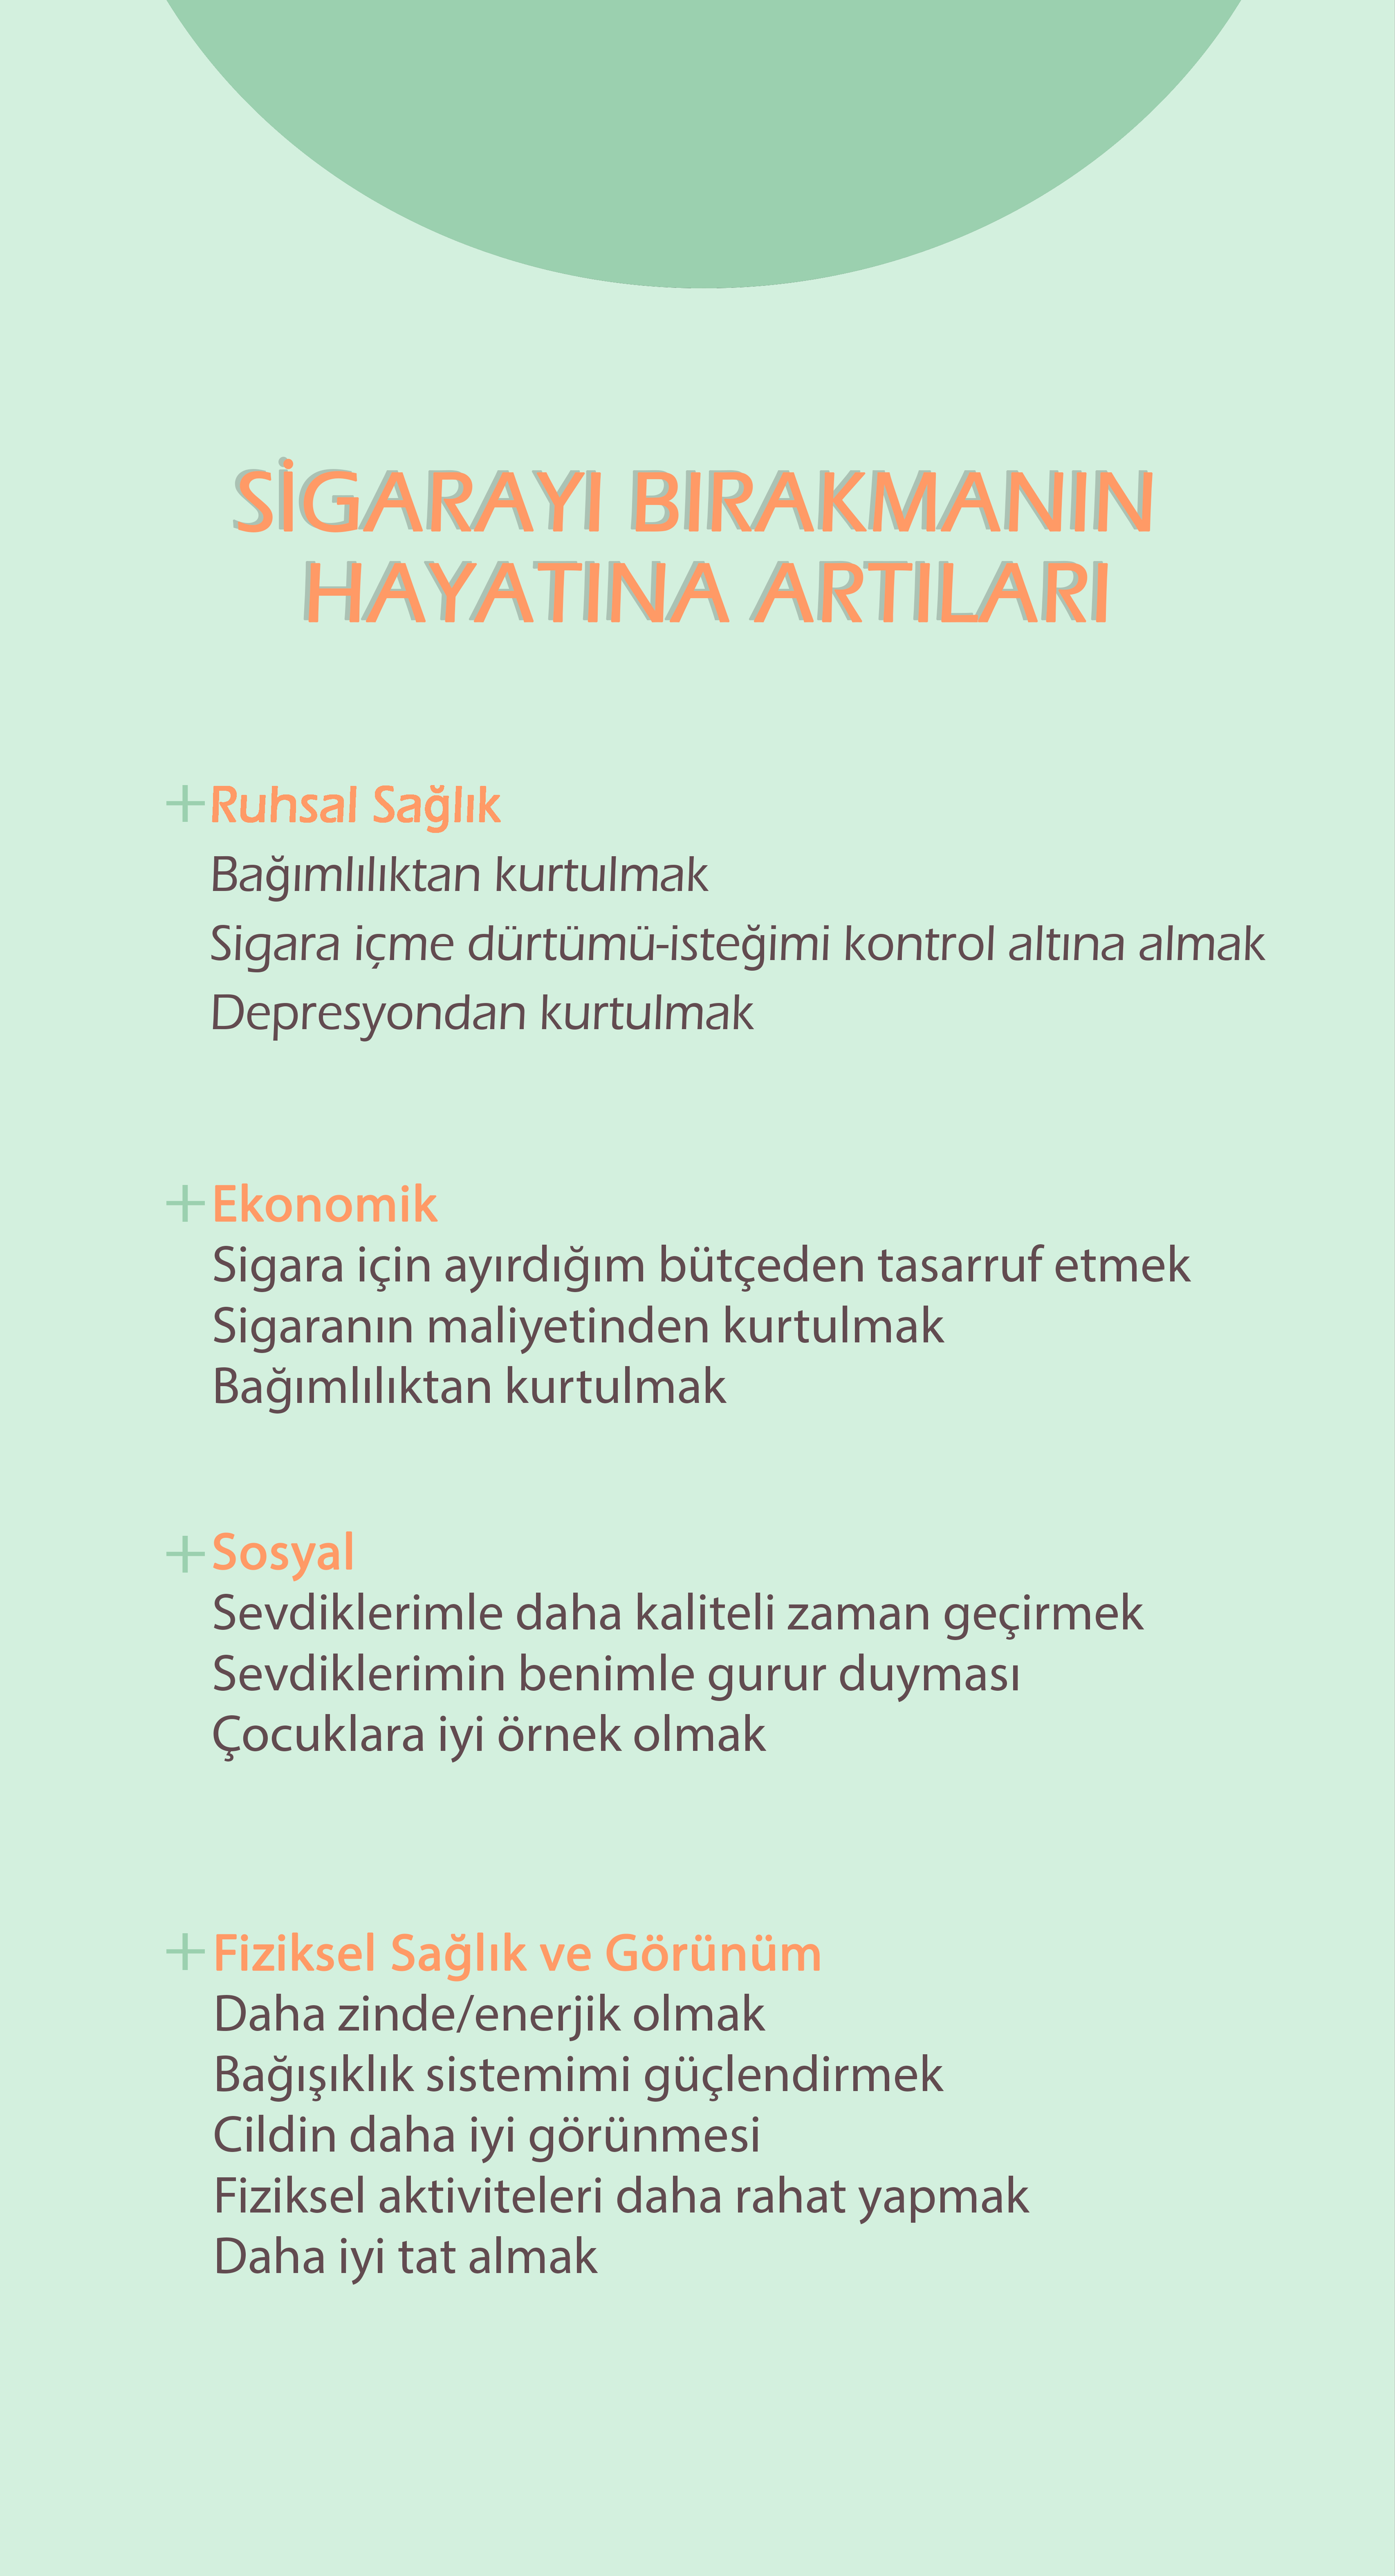 SİGARAYI BIRAKMANIN
HAYATINA ARTILARI
+Ruhsal Sağlık
Bağımlılıktan kurtulmak
Sigara içme dürtümü-isteğimi kontrol altına almak
Depresyondan kurtulmak
+Ekonomik
Sigara için ayırdığım bütçeden tasarruf etmek
Sigaranın maliyetinden kurtulmak
Bağımlılıktan kurtulmak
+Sosyal
Sevdiklerimle daha kaliteli zaman geçirmek
Sevdiklerimin benimle gurur duyması
Çocuklara iyi örnek olmak
+Fiziksel Sağlık ve Görünüm
Daha zinde/enerjik olmak
Bağışıklık sistemimi güçlendirmek
Cildin daha iyi görünmesi
Fiziksel aktiviteleri daha rahat yapmak
Daha iyi tat almak